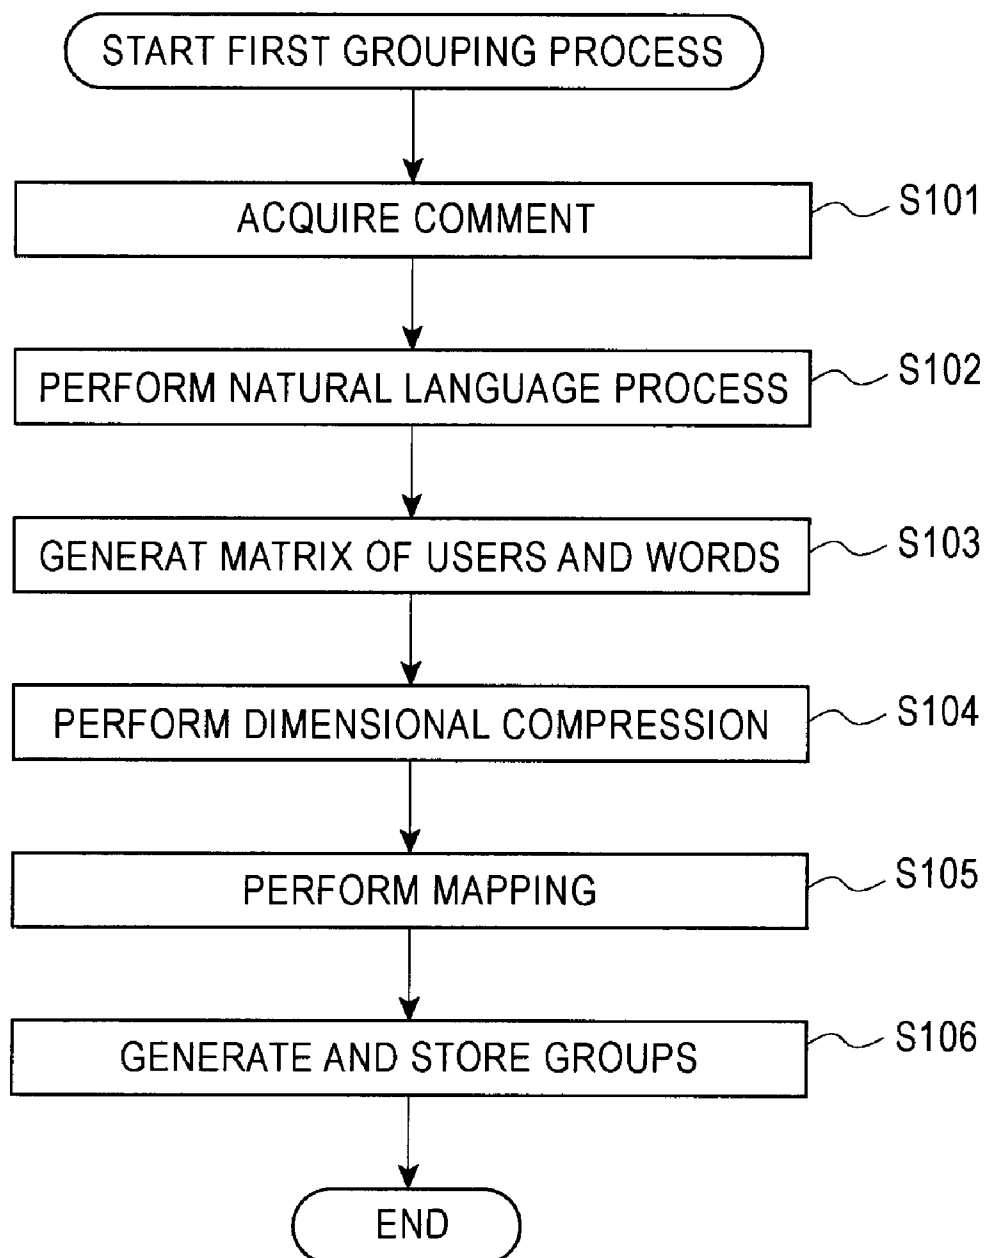 START FIRST GROUPING PROCESS
ACQUIRE COMMENT
S101
PERFORM NATURAL LANGUAGE PROCESS
S102
GENERAT MATRIX OF USERS AND WORDS
S103
PERFORM DIMENSIONAL COMPRESSION
S104
PERFORM MAPPING
S105
GENERATE AND STORE GROUPS
S106
END